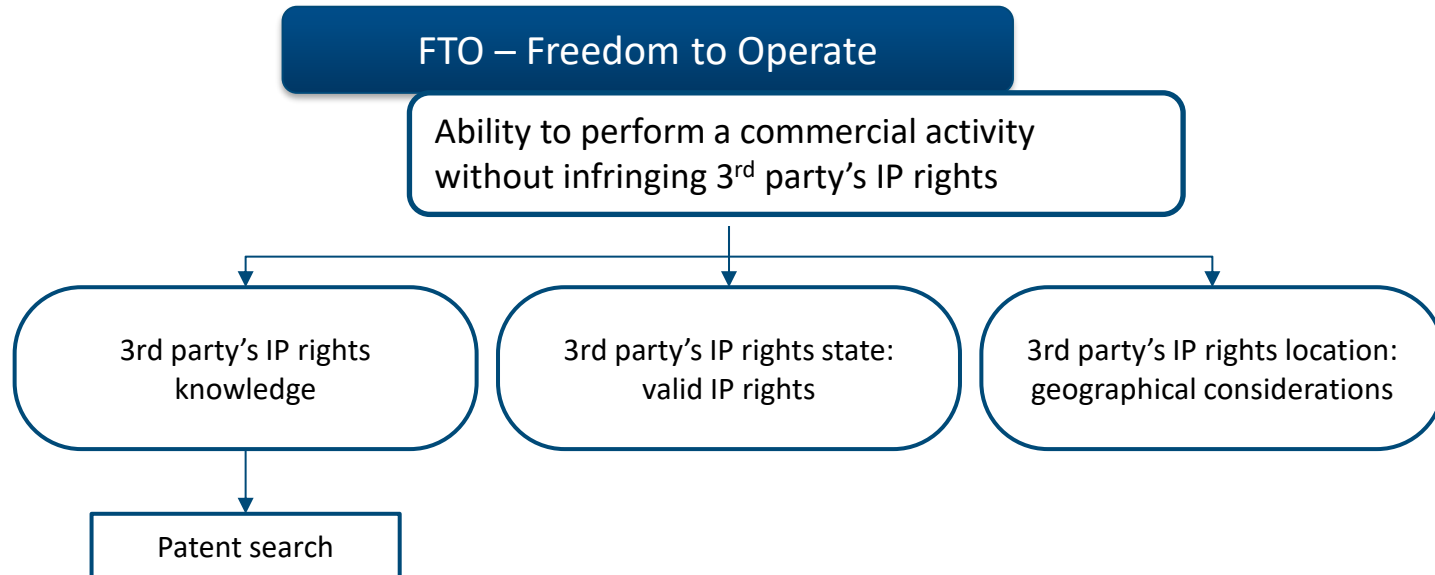 FTO – Freedom to Operate
Ability to perform a commercial activity
without infringing 3rd party’s IP rights
3rd party’s IP rights
knowledge
3rd party’s IP rights state:
valid IP rights
3rd party’s IP rights location:
geographical considerations
Patent search